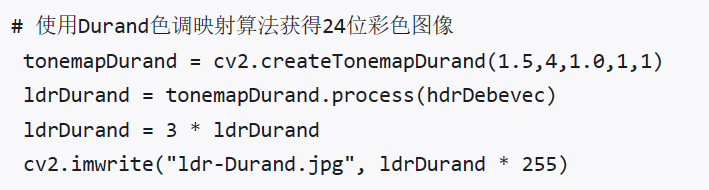 # 使用Durand色调映射算法获得24位彩色图像
tonemapDurand = cv2.createTonemapDurand(1.5,4,1.0,1,1)
ldrDurand = tonemapDurand.process(hdrDebevec)
ldrDurand = 3 * ldrDurand
cv2.imwrite("ldr-Durand.jpg", ldrDurand * 255)